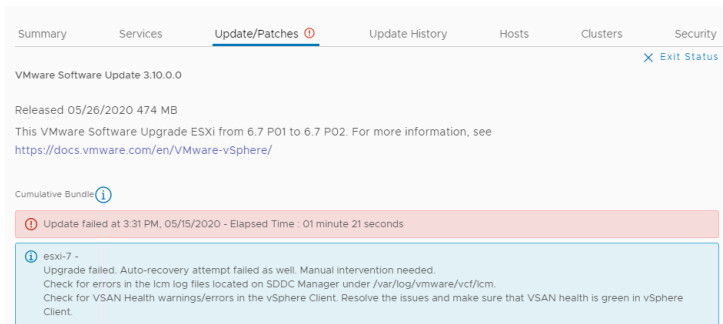 Summary Services Update/Patches Update History Hosts Clusters Security
Exit Status
VMware Software Update 3.10.0.0
Released 05/26/2020 474 MB
This VMware Software Upgrade ESXi from 6.7 P01 to 6.7 P02. For more information, see
https://docs.vmware.com/en/VMware-vSphere/
Cumulative Bundle
Update failed at 3:31 PM, 05/15/2020 - Elapsed Time : 01 minute 21 seconds
esxi-7 -
Upgrade failed. Auto-recovery attempt failed as well. Manual intervention needed.
Check for errors in the lcm log files located on SDDC Manager under /var/log/vmware/vcf/lcm.
Check for VSAN Health warnings/errors in the vSphere Client. Resolve the issues and make sure that VSAN health is green in vSphere
Client.